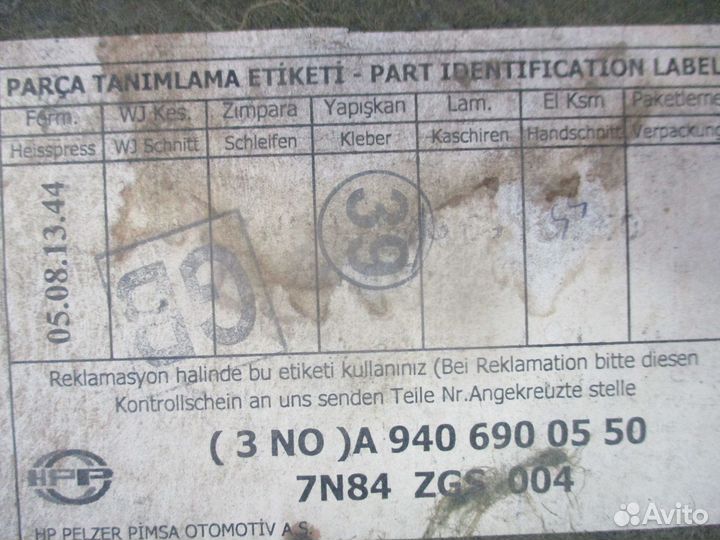 PARÇA TANIMLAMA ETİKETİ - PART IDENTIFICATION LABEL
Form. WJ Kes. Zımpara Yapışkan Lam. El Ksm Paketleme
Heisspress WJ Schnitt Schleifen Kleber Kaschiren Handschnitt Verpackung
05.08.13.44
GB
39
Reklamasyon halinde bu etiketi kullanınız (Bei Reklamation bitte diesen
Kontrollschein an uns senden Teile Nr.Angekreuzte stelle
( 3 NO )A 940 690 05 50
7N84 ZGS 004
HPP
HP PELZER PİMSA OTOMOTİV A.S.
Avito